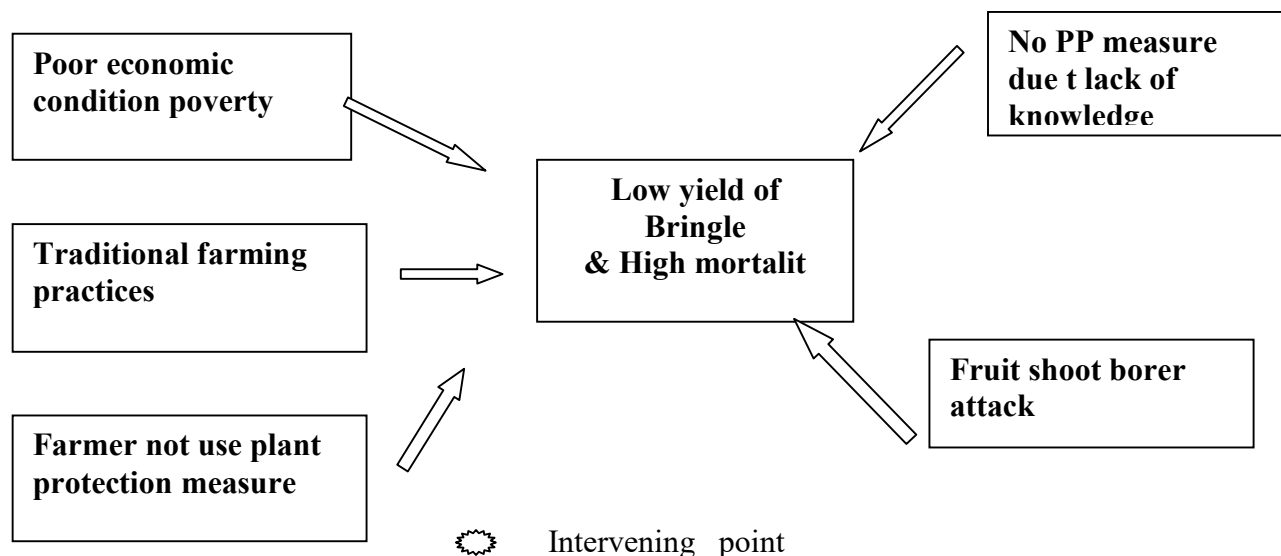 Poor economic
condition poverty
No PP measure
due t lack of
knowledge
Low yield of
Bringle
& High mortalit
Traditional farming
practices
Fruit shoot borer
attack
Farmer not use plant
protection measure
Intervening point